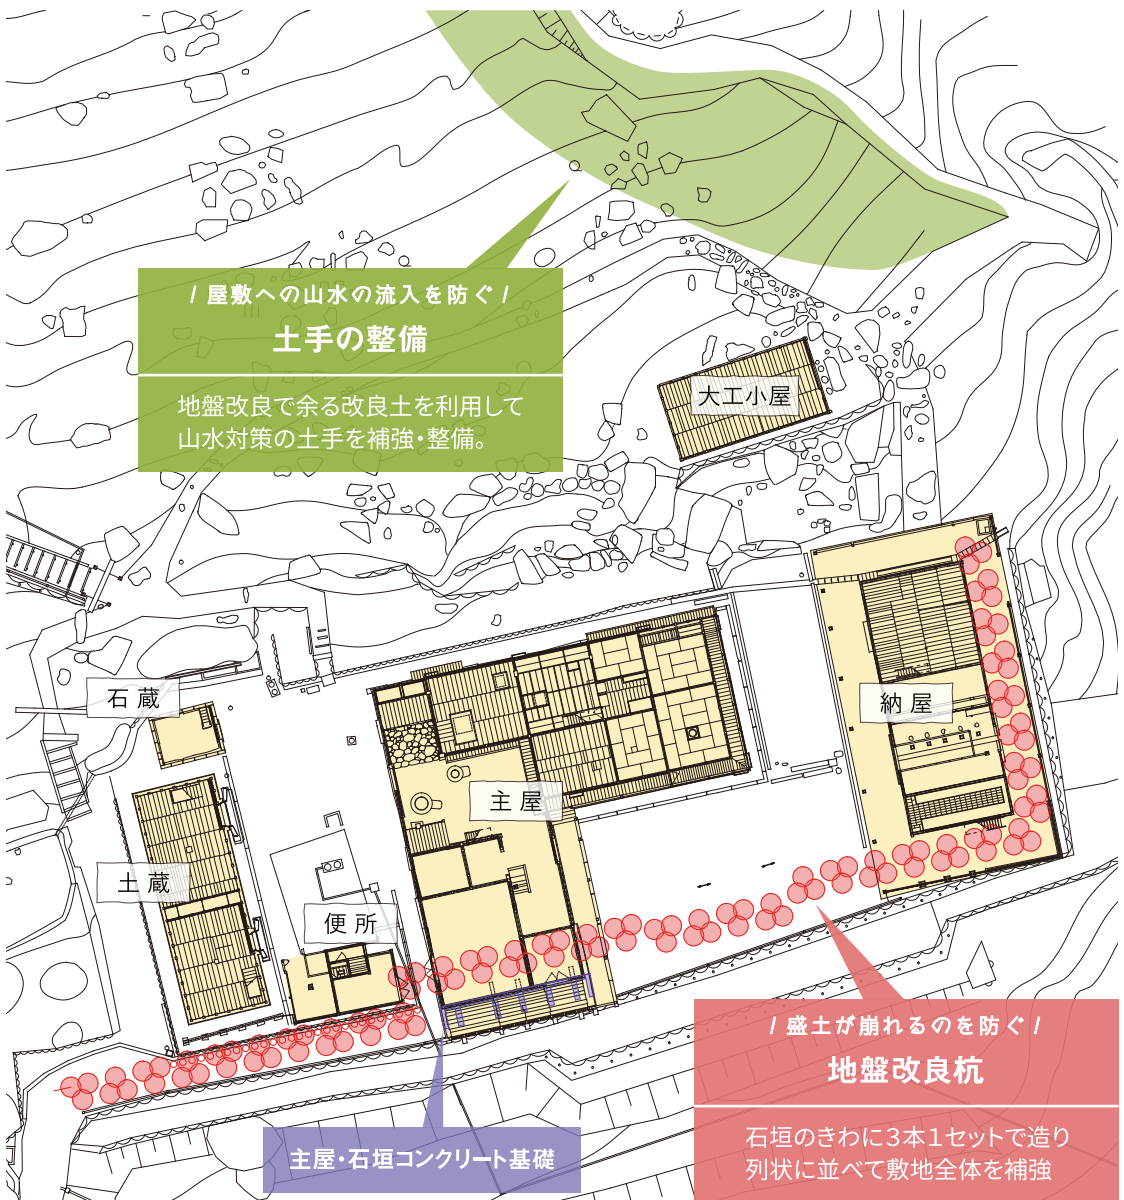 ! 屋敷への山水の流入を防ぐ !
土手の整備
地盤改良で余る改良土を利用して
山水対策の土手を補強・整備。
大工小屋
石蔵
納屋
主屋
土蔵
便所
! 盛土が崩れるのを防ぐ !
地盤改良杭
石垣のきわに3本1セットで造り
列状に並べて敷地全体を補強
主屋・石垣コンクリート基礎